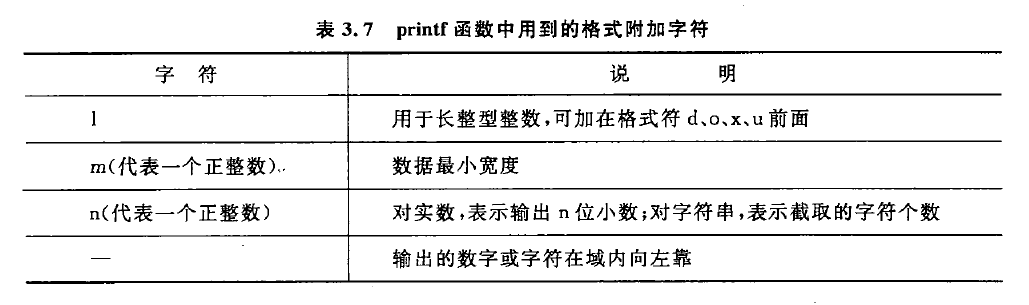 表 3.7 printf 函数中用到的格式附加字符
字 符 说 明
l 用于长整型整数,可加在格式符 d、o、x、u 前面
m(代表一个正整数) 数据最小宽度
n(代表一个正整数) 对实数,表示输出 n 位小数;对字符串,表示截取的字符个数
— 输出的数字或字符在域内向左靠